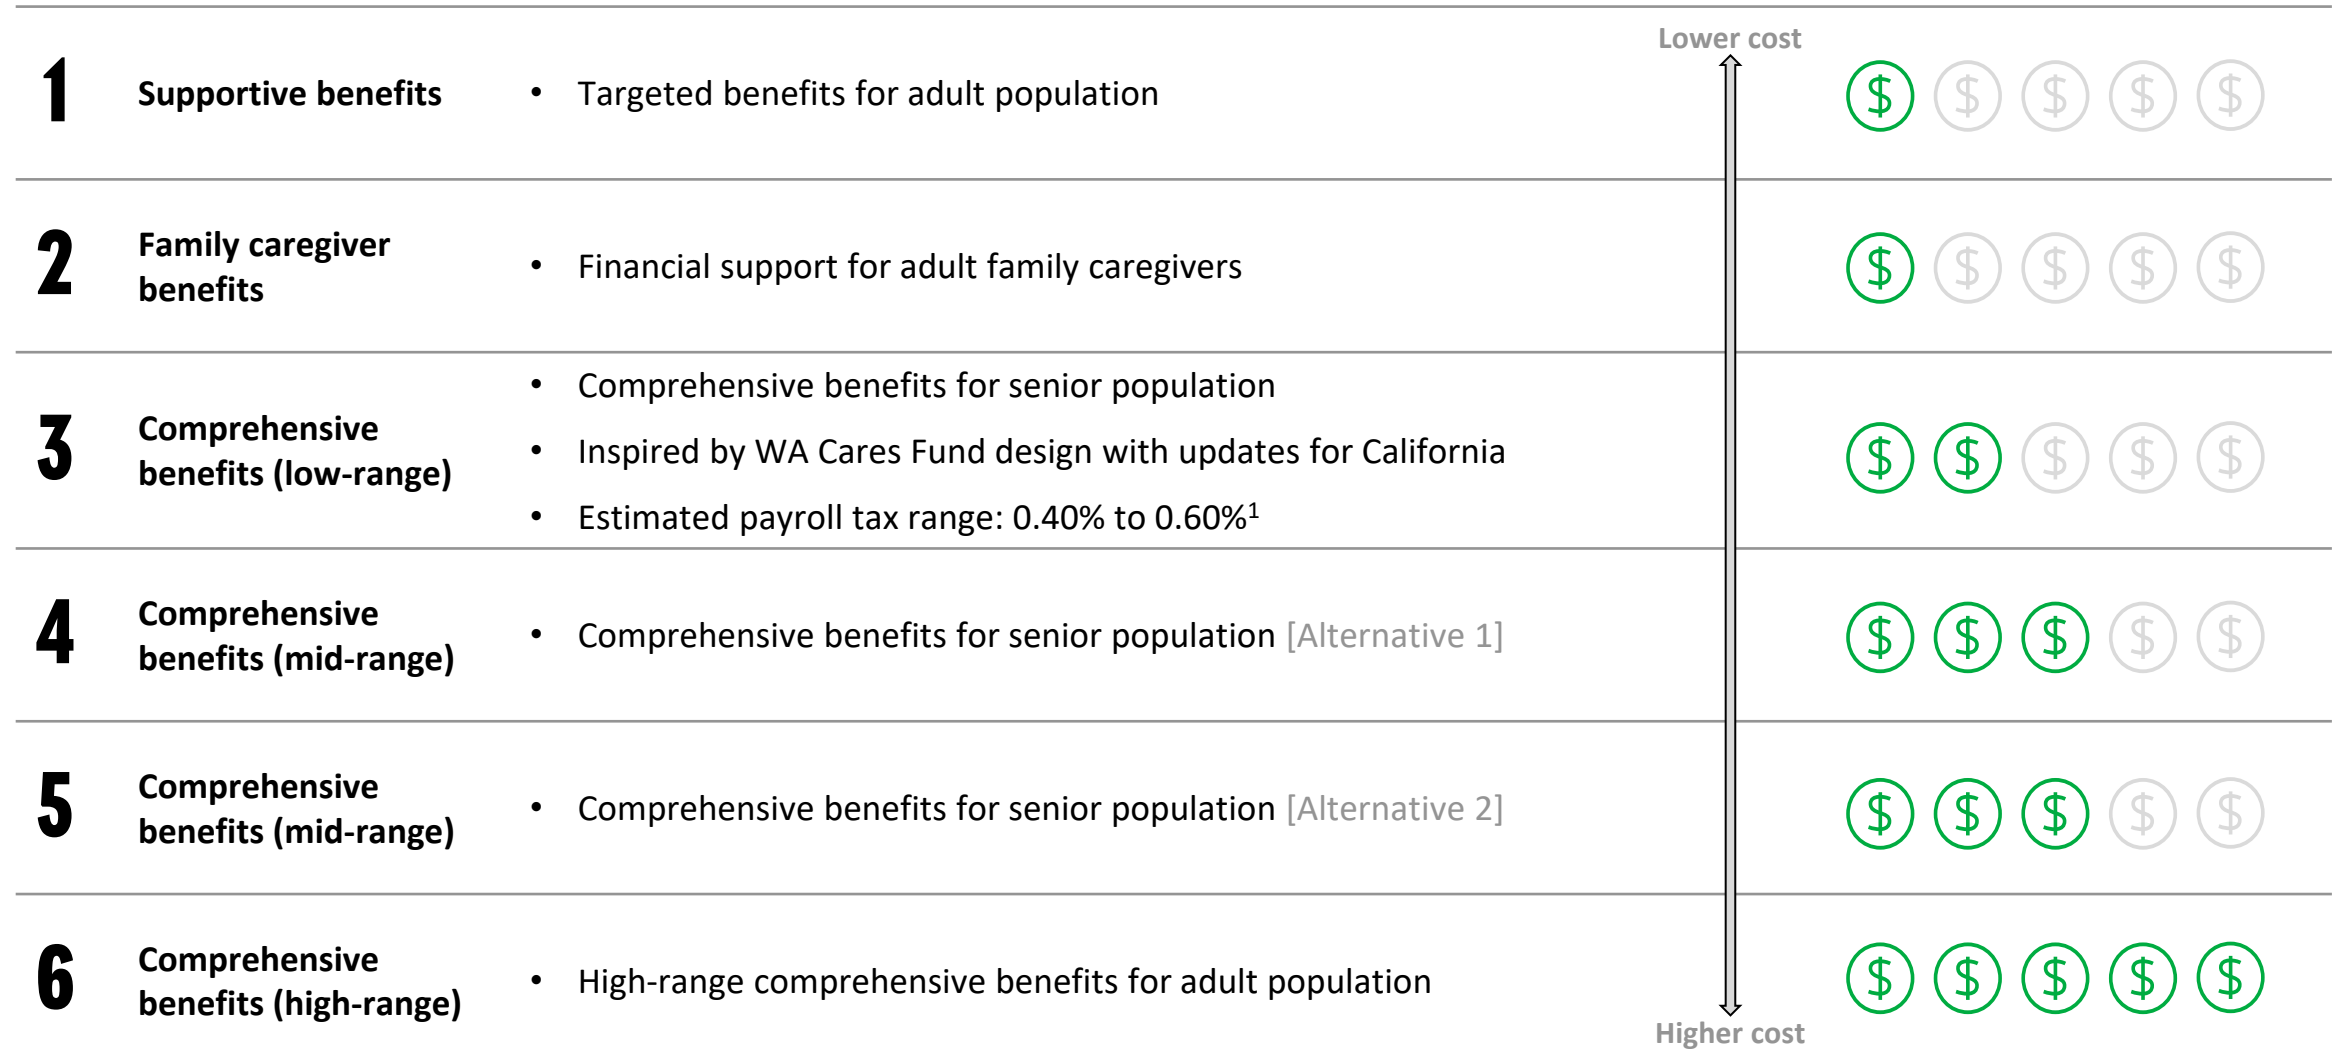 Lower cost
1 Supportive benefits • Targeted benefits for adult population $ $ $ $ $
2 Family caregiver
benefits • Financial support for adult family caregivers $ $ $ $ $
3 Comprehensive
benefits (low-range)
• Comprehensive benefits for senior population
• Inspired by WA Cares Fund design with updates for California
• Estimated payroll tax range: 0.40% to 0.60%¹
$ $ $ $ $
4 Comprehensive
benefits (mid-range) • Comprehensive benefits for senior population [Alternative 1] $ $ $ $ $
5 Comprehensive
benefits (mid-range) • Comprehensive benefits for senior population [Alternative 2] $ $ $ $ $
6 Comprehensive
benefits (high-range) • High-range comprehensive benefits for adult population $ $ $ $ $
Higher cost